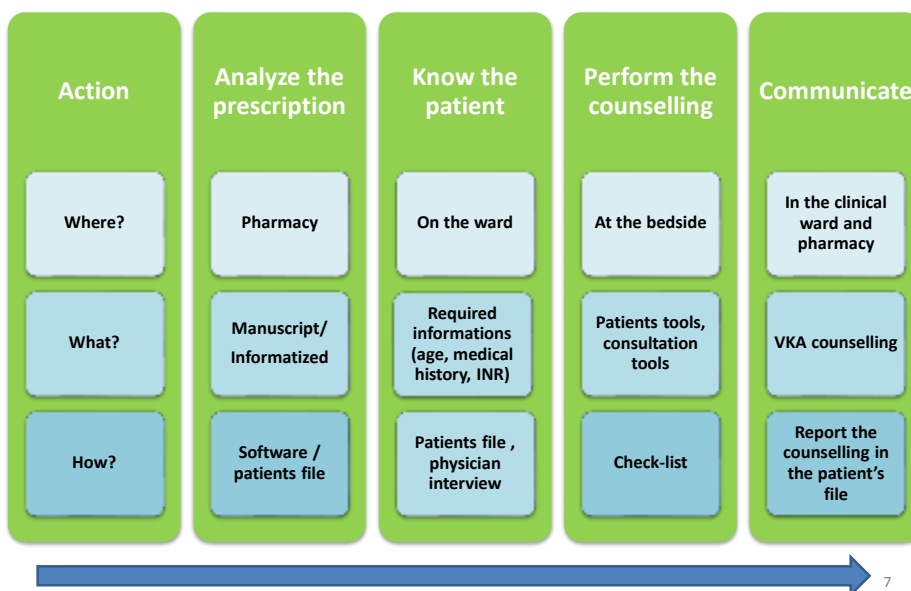 Action
Where?
What?
How?
Analyze the
prescription
Pharmacy
Manuscript/
Informatized
Software /
patients file
Know the
patient
On the ward
Required
informations
(age, medical
history, INR)
Patients file ,
physician
interview
Perform the
counselling
At the bedside
Patients tools,
consultation
tools
Check-list
Communicate
In the clinical
ward and
pharmacy
VKA counselling
Report the
counselling in
the patient’s
file
7